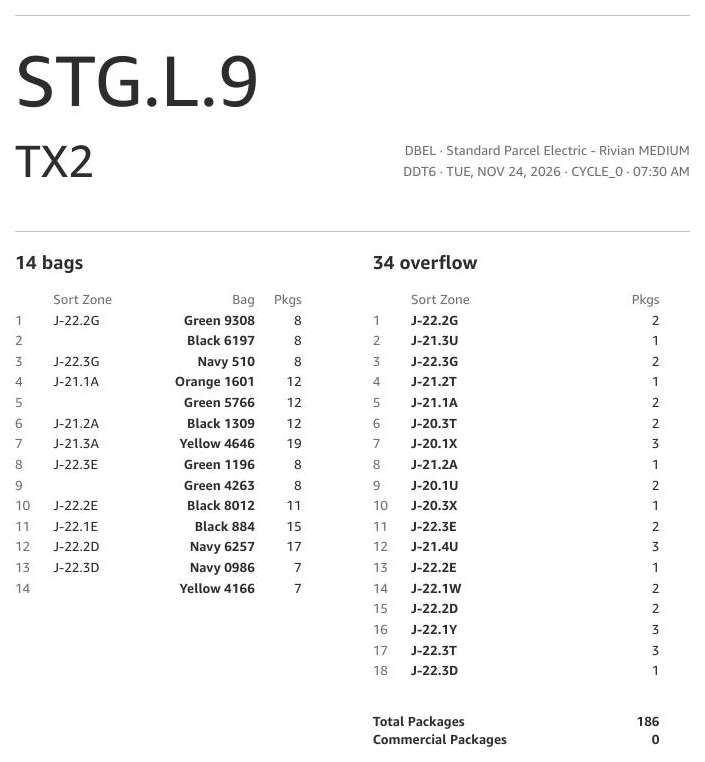 STG.L.9
TX2
DBEL · Standard Parcel Electric - Rivian MEDIUM
DDT6 · TUE, NOV 24, 2026 · CYCLE_0 · 07:30 AM
14 bags
Sort Zone Bag Pkgs
1 J-22.2G Green 9308 8
2 Black 6197 8
3 J-22.3G Navy 510 8
4 J-21.1A Orange 1601 12
5 Green 5766 12
6 J-21.2A Black 1309 12
7 J-21.3A Yellow 4646 19
8 J-22.3E Green 1196 8
9 Green 4263 8
10 J-22.2E Black 8012 11
11 J-22.1E Black 884 15
12 J-22.2D Navy 6257 17
13 J-22.3D Navy 0986 7
14 Yellow 4166 7
34 overflow
Sort Zone Pkgs
1 J-22.2G 2
2 J-21.3U 1
3 J-22.3G 2
4 J-21.2T 1
5 J-21.1A 2
6 J-20.3T 2
7 J-20.1X 3
8 J-21.2A 1
9 J-20.1U 2
10 J-20.3X 1
11 J-22.3E 2
12 J-21.4U 3
13 J-22.2E 1
14 J-22.1W 2
15 J-22.2D 2
16 J-22.1Y 3
17 J-22.3T 3
18 J-22.3D 1
Total Packages 186
Commercial Packages 0